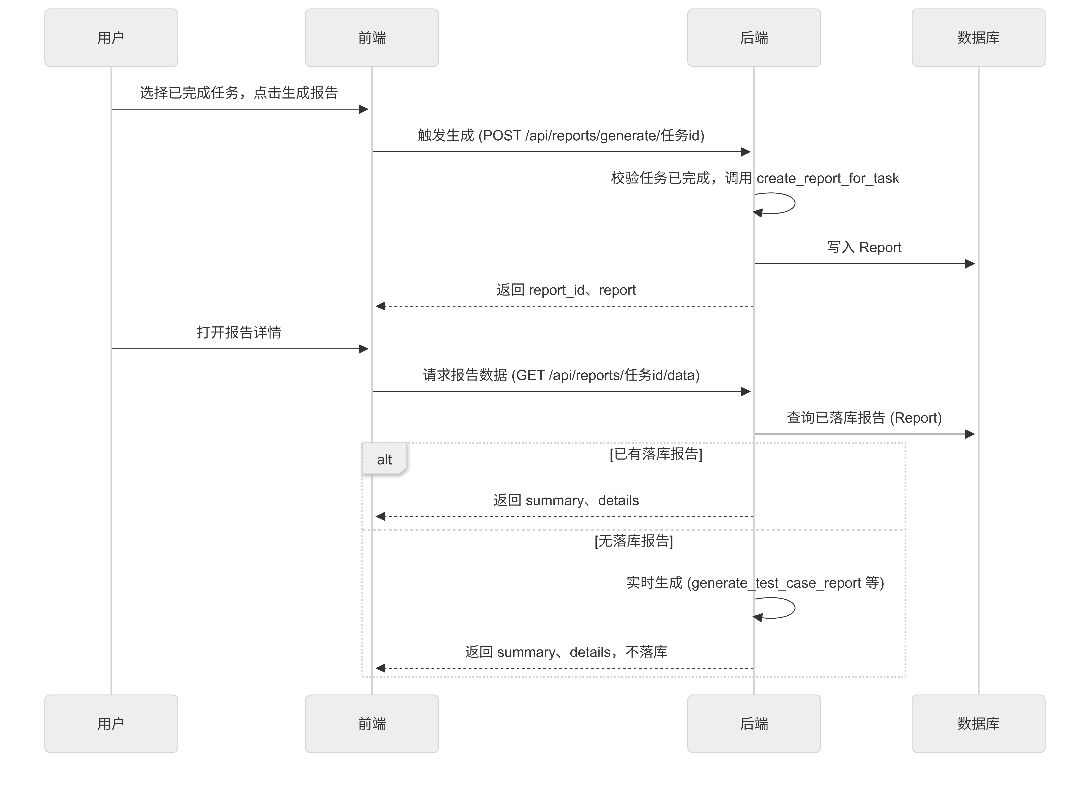 用户
前端
后端
数据库
选择已完成任务，点击生成报告
触发生成 (POST /api/reports/generate/任务id)
校验任务已完成，调用 create_report_for_task
写入 Report
返回 report_id、report
打开报告详情
请求报告数据 (GET /api/reports/任务id/data)
查询已落库报告 (Report)
alt
[已有落库报告]
返回 summary、details
[无落库报告]
实时生成 (generate_test_case_report 等)
返回 summary、details，不落库
用户
前端
后端
数据库